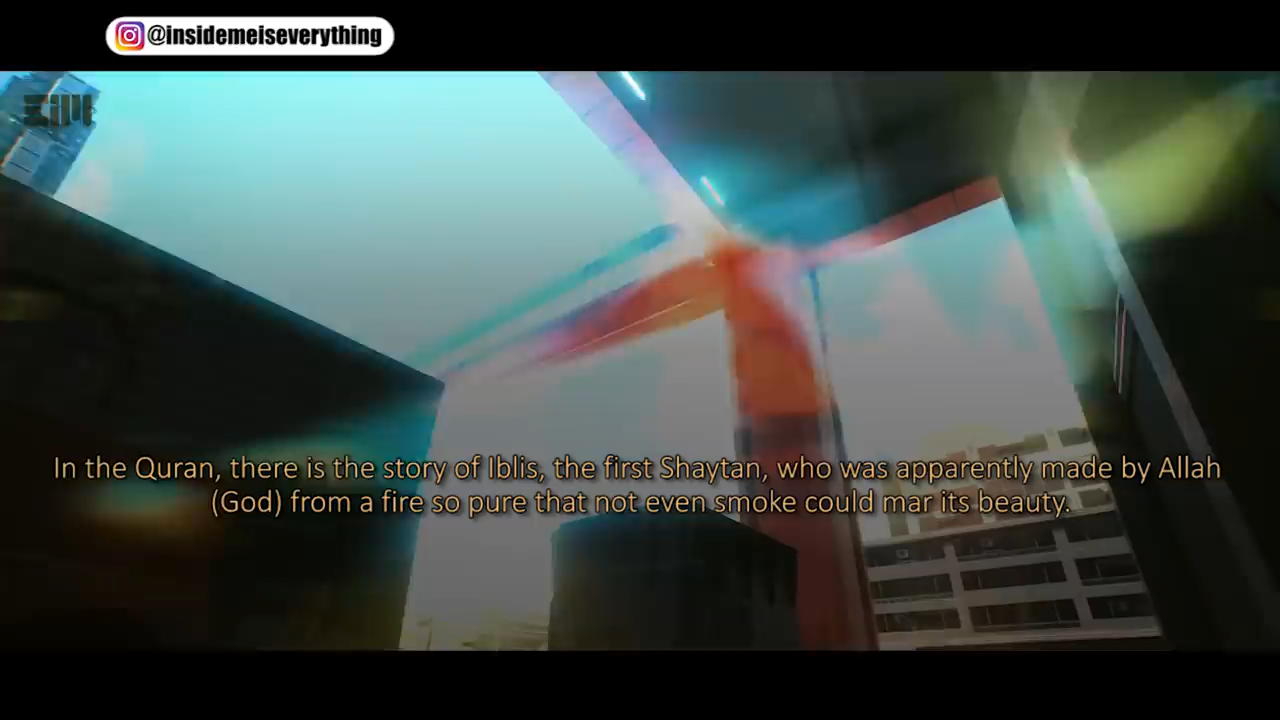 @insidemeiseverything
In the Quran, there is the story of Iblis, the first Shaytan, who was apparently made by Allah
(God) from a fire so pure that not even smoke could mar its beauty.